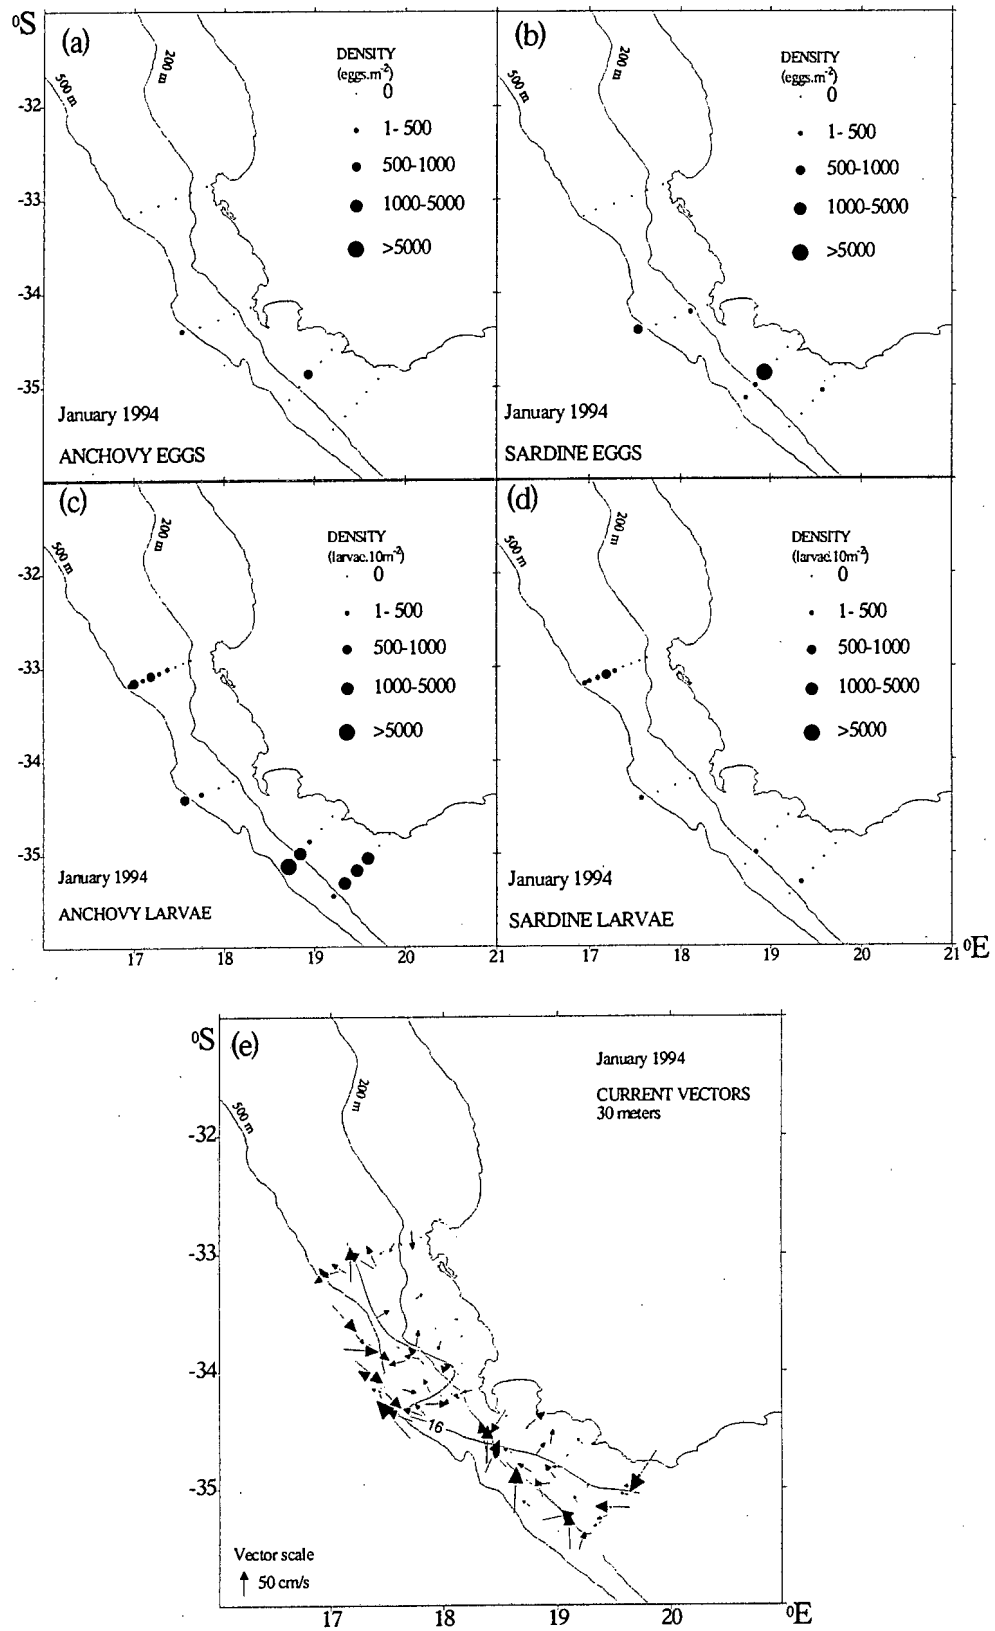 ⁰S
(a)
200 m
500 m
DENSITY
(eggs.m⁻²)
0
1-500
500-1000
1000-5000
>5000
-32
-33
-34
-35
January 1994
ANCHOVY EGGS
(b)
200 m
500 m
DENSITY
(eggs.m⁻²)
0
1-500
500-1000
1000-5000
>5000
January 1994
SARDINE EGGS
(c)
200 m
500 m
DENSITY
(larvac.10m⁻²)
0
1-500
500-1000
1000-5000
>5000
-32
-33
-34
-35
January 1994
ANCHOVY LARVAE
17 18 19 20 21
(d)
200 m
500 m
DENSITY
(larvac.10m⁻²)
0
1-500
500-1000
1000-5000
>5000
January 1994
SARDINE LARVAE
17 18 19 20 21 ⁰E
⁰S
(e)
January 1994
CURRENT VECTORS
30 meters
200 m
500 m
-32
-33
-34
-35
16
Vector scale
50 cm/s
17 18 19 20 ⁰E